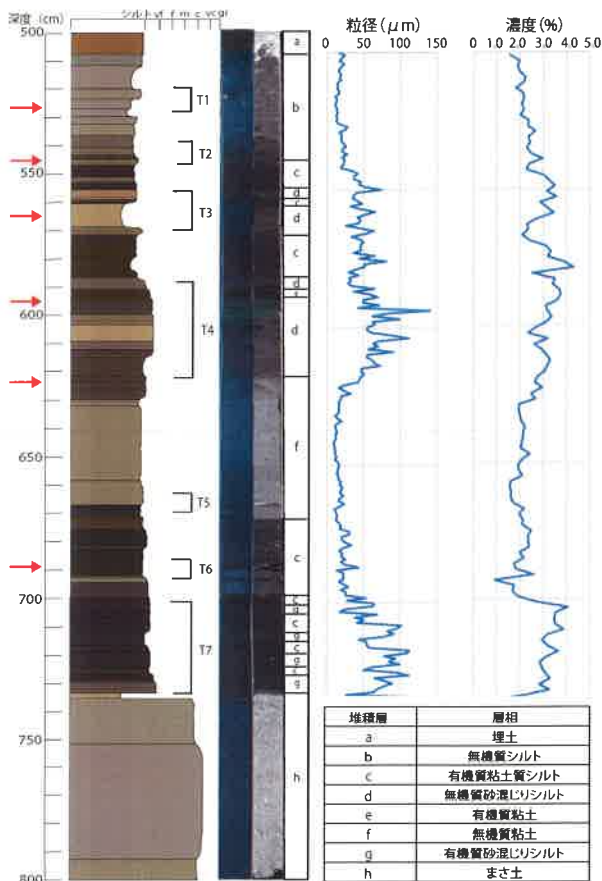 深度 (cm)
シルト vf f m c vc gr
粒径(μm)
濃度(%)
50 100 150
0 1.0 2.0 3.0 4.0 5.0
500
550
600
650
700
750
800
T1
T2
T3
T4
T5
T6
T7
a
b
c
d
d
c
d
d
f
c
c
g
c
g
c
g
g
h
堆積層 層相
a 埋土
b 無機質シルト
c 有機質粘土質シルト
d 無機質砂混じりシルト
e 有機質粘土
f 無機質粘土
g 有機質砂混じりシルト
h まさ土